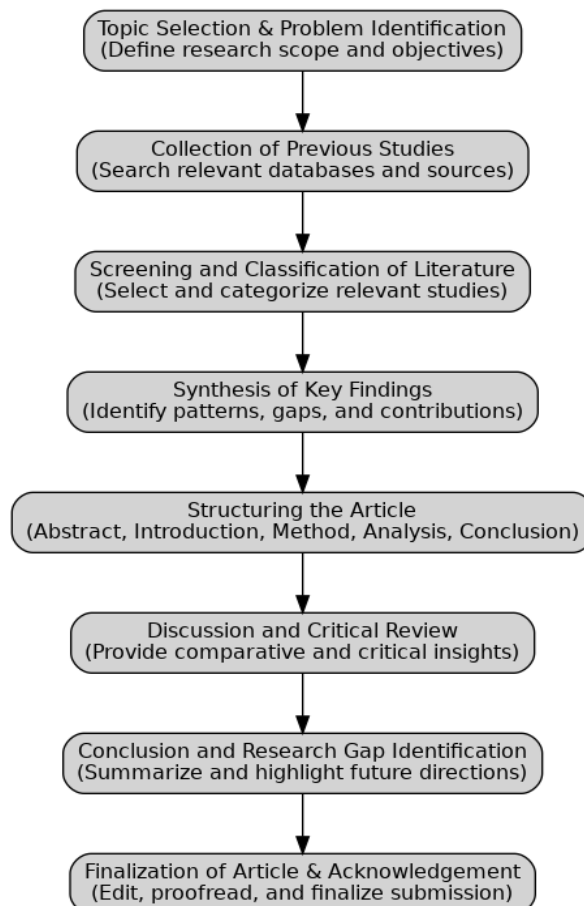 Topic Selection & Problem Identification
(Define research scope and objectives)
Collection of Previous Studies
(Search relevant databases and sources)
Screening and Classification of Literature
(Select and categorize relevant studies)
Synthesis of Key Findings
(Identify patterns, gaps, and contributions)
Structuring the Article
(Abstract, Introduction, Method, Analysis, Conclusion)
Discussion and Critical Review
(Provide comparative and critical insights)
Conclusion and Research Gap Identification
(Summarize and highlight future directions)
Finalization of Article & Acknowledgement
(Edit, proofread, and finalize submission)